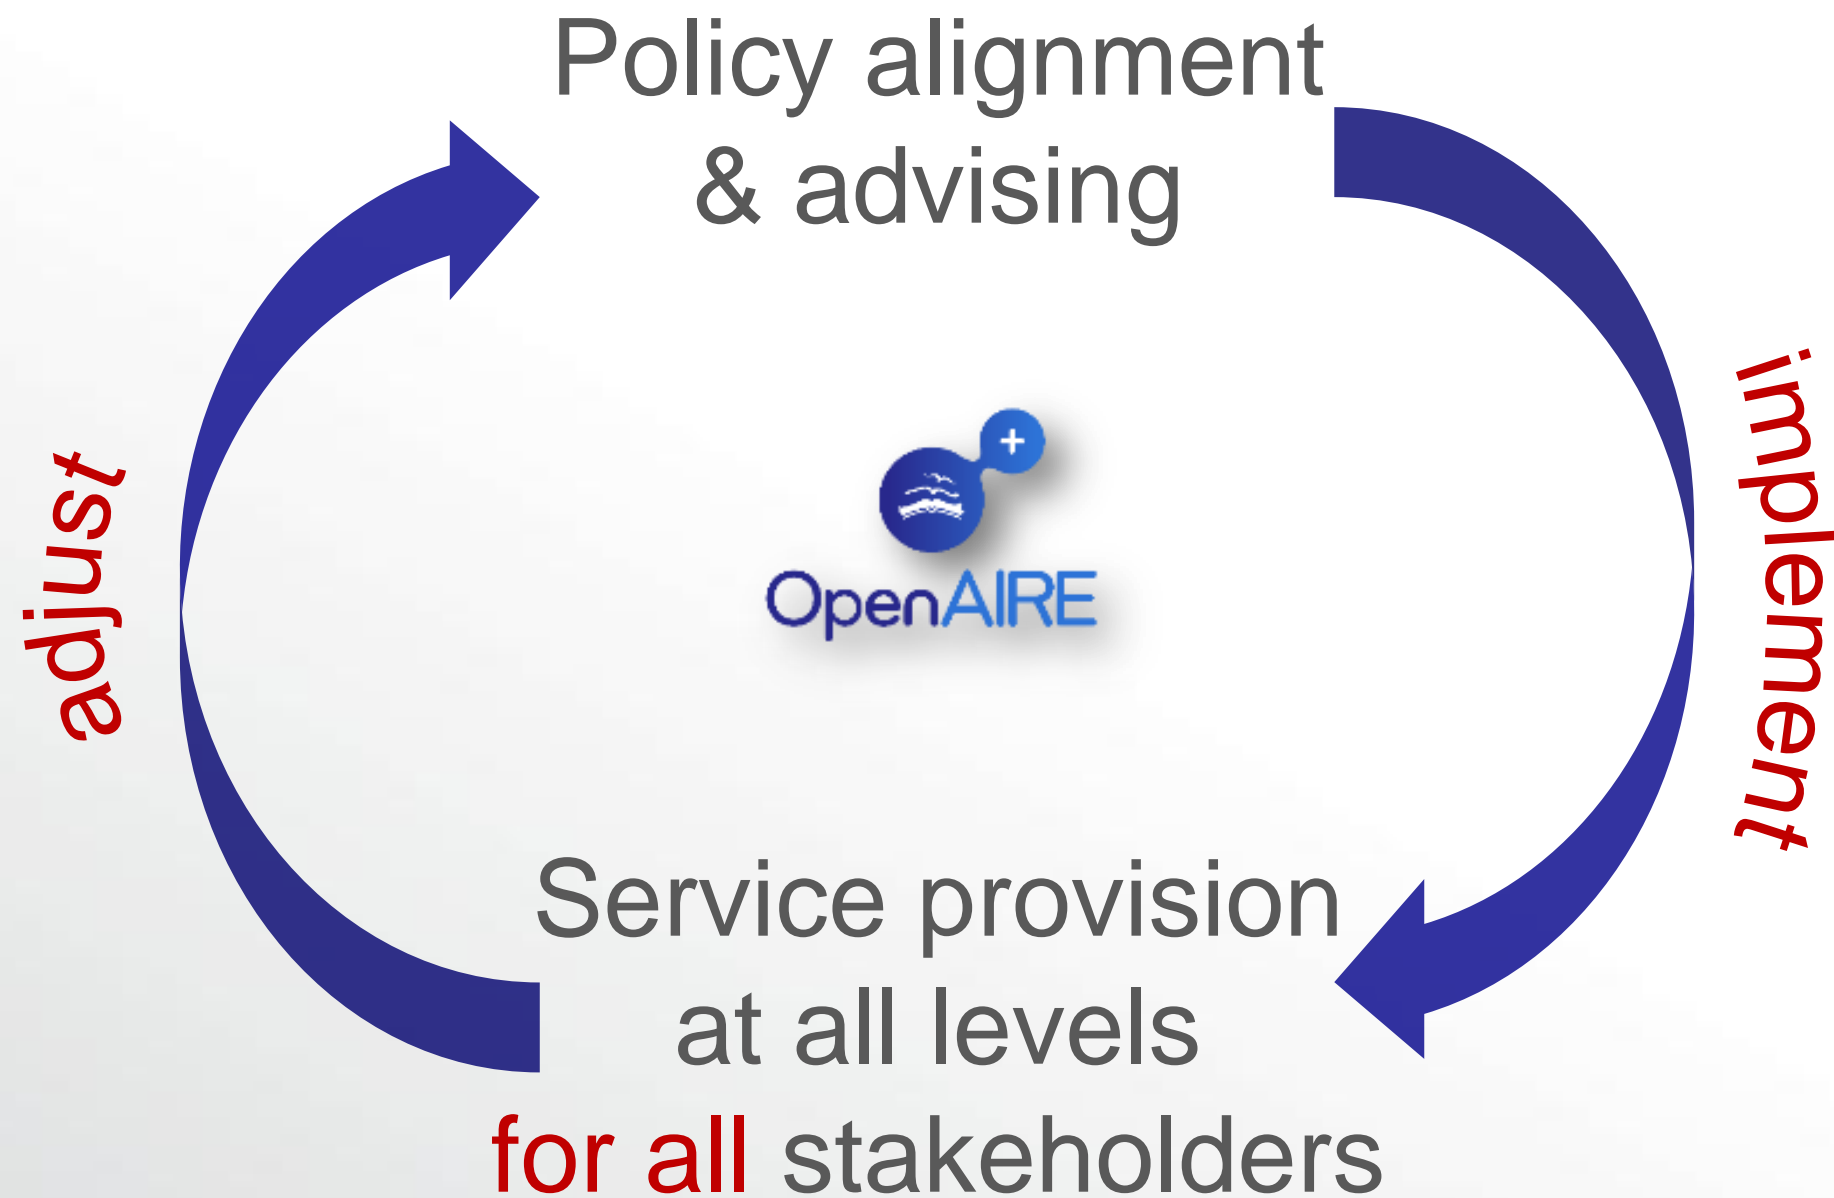 Policy alignment
& advising
adjust
implement
+
OpenAIRE
Service provision
at all levels
for all stakeholders